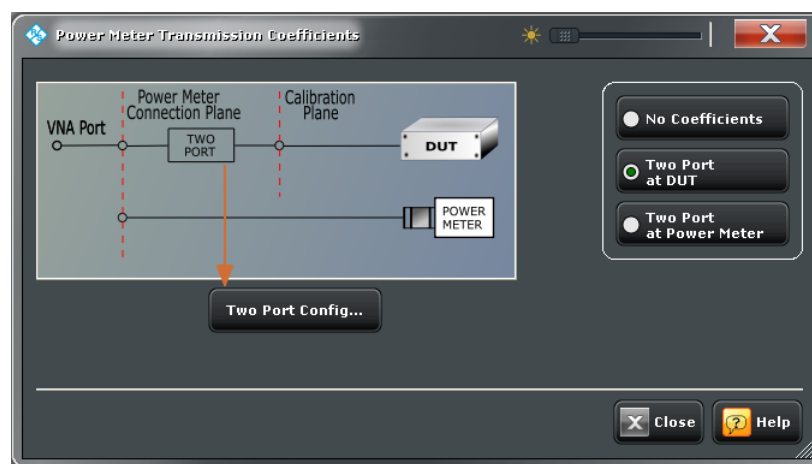 Power Meter Transmission Coefficients
X
Power Meter
Connection Plane
Calibration
Plane
VNA Port
TWO
PORT
DUT
POWER
METER
Two Port Config...
No Coefficients
Two Port
at DUT
Two Port
at Power Meter
X Close
? Help